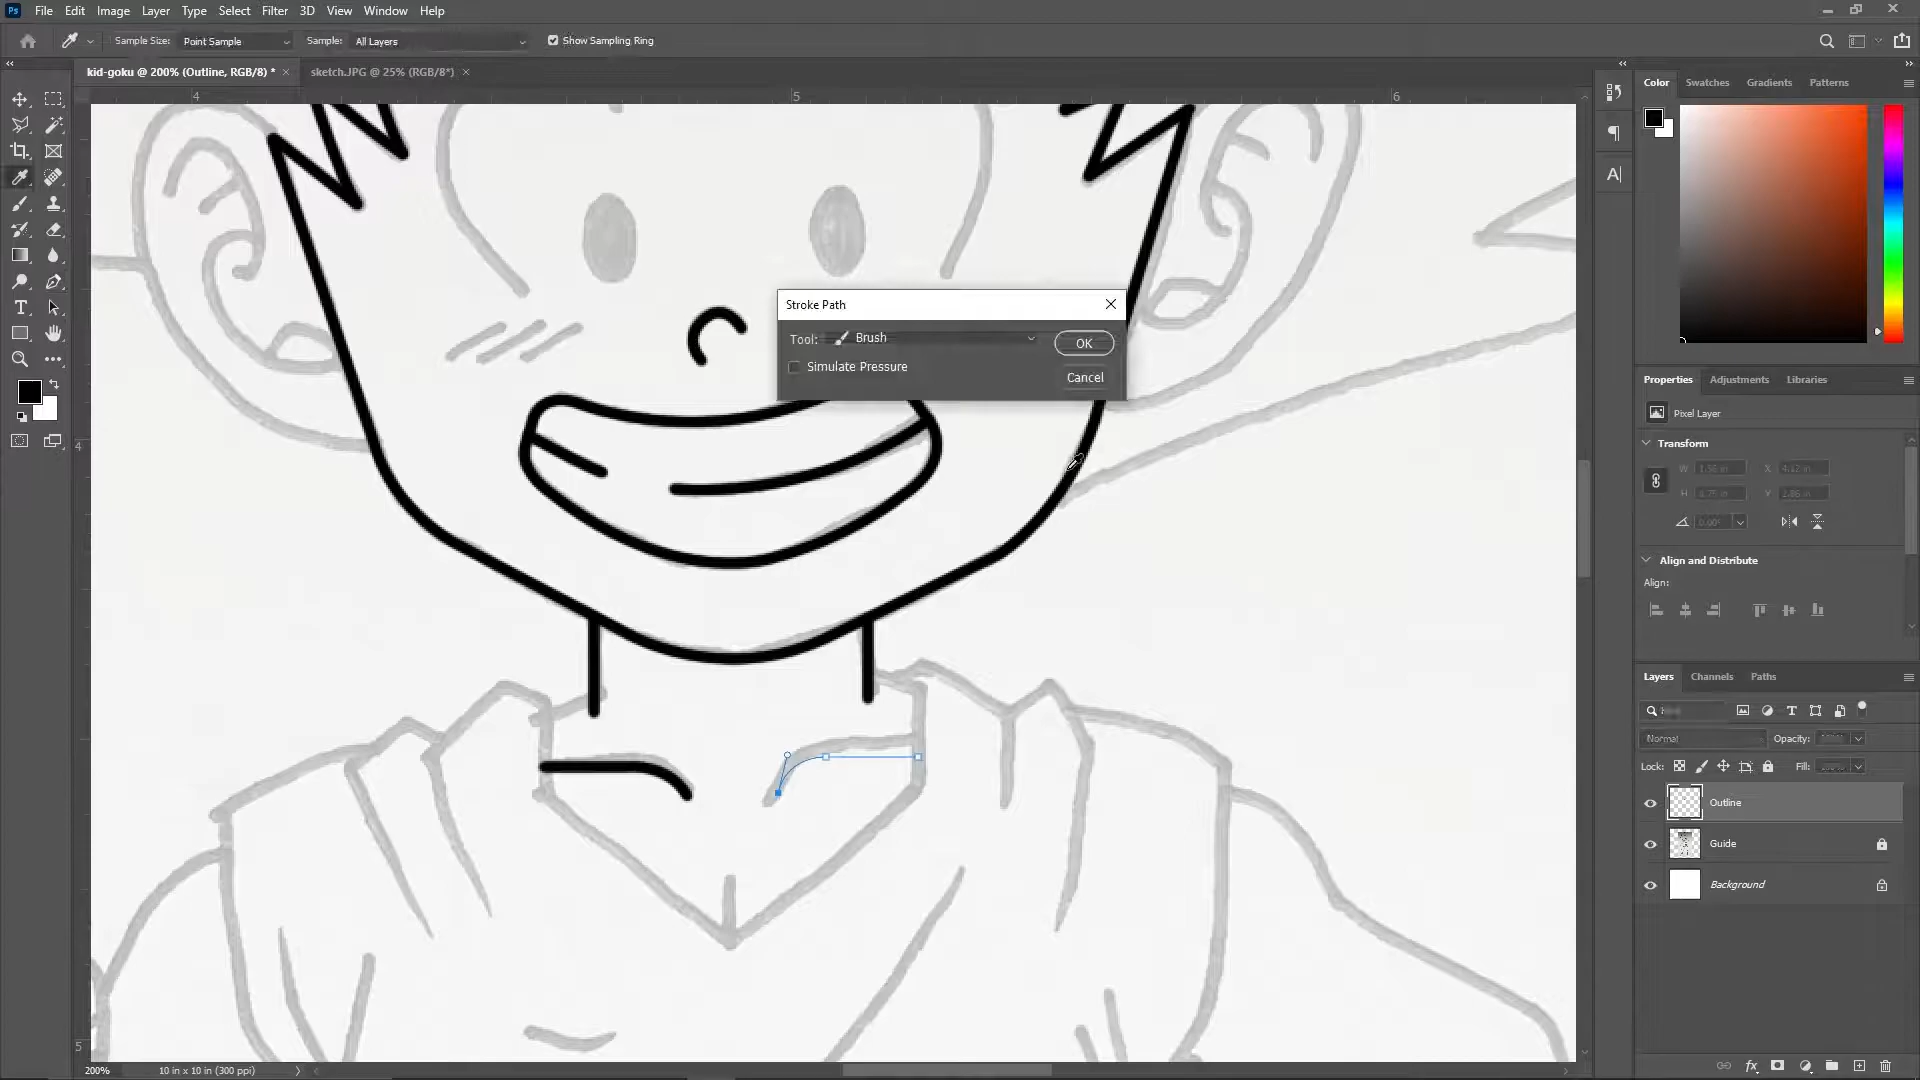 Ps File Edit Image Layer Type Select Filter 3D View Window Help
Sample Size: Point Sample Sample: All Layers Show Sampling Ring
kid-goku @ 200% (Outline, RGB/8) * × sketch.JPG @ 25% (RGB/8*) ×
4 5 6
Color Swatches Gradients Patterns
Stroke Path
Tool: Brush OK
Simulate Pressure
Cancel
Properties Adjustments Libraries
Pixel Layer
Transform
W X
H Y
Align and Distribute
Align:
Layers Channels Paths
Normal Opacity:
Lock: Fill:
Outline
Guide
Background
4
5
200% 10 in x 10 in (300 ppi)